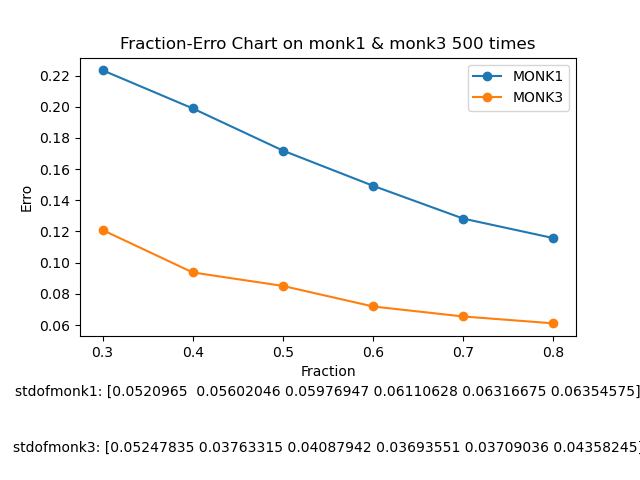 Fraction-Erro Chart on monk1 & monk3 500 times
MONK1
MONK3
0.22
0.20
0.18
0.16
0.14
0.12
0.10
0.08
0.06
Erro
0.3 0.4 0.5 0.6 0.7 0.8
Fraction
stdofmonk1: [0.0520965  0.05602046 0.05976947 0.06110628 0.06316675 0.06354575]
stdofmonk3: [0.05247835 0.03763315 0.04087942 0.03693551 0.03709036 0.04358245]